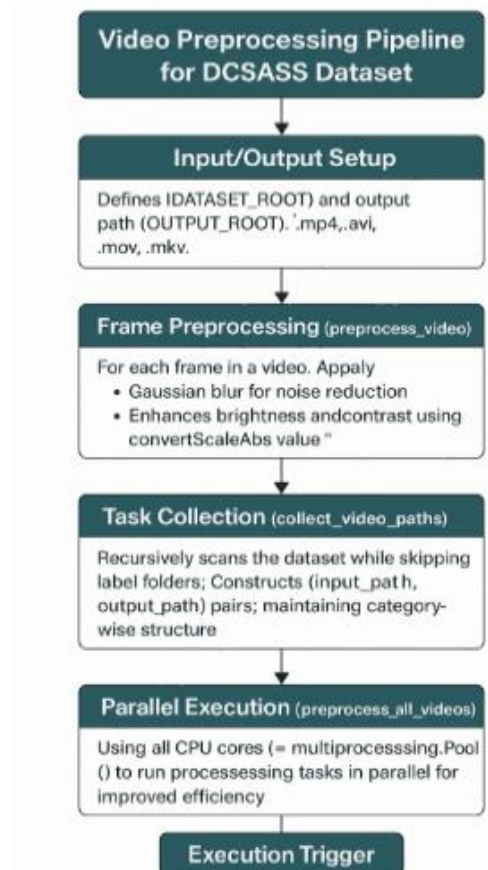 Video Preprocessing Pipeline
for DCSASS Dataset
Input/Output Setup
Defines IDATASET_ROOT) and output
path (OUTPUT_ROOT). '.mp4,.avi,
.mov, .mkv.
Frame Preprocessing (preprocess_video)
For each frame in a video. Appaly
• Gaussian blur for noise reduction
• Enhances brightness andcontrast using
convertScaleAbs value "
Task Collection (collect_video_paths)
Recursively scans the dataset while skipping
label folders; Constructs (input_pat h,
output_path) pairs; maintaining category-
wise structure
Parallel Execution (preprocess_all_videos)
Using all CPU cores (= multiprocesssing.Pool
() to run processessing tasks in parallel for
improved efficiency
Execution Trigger